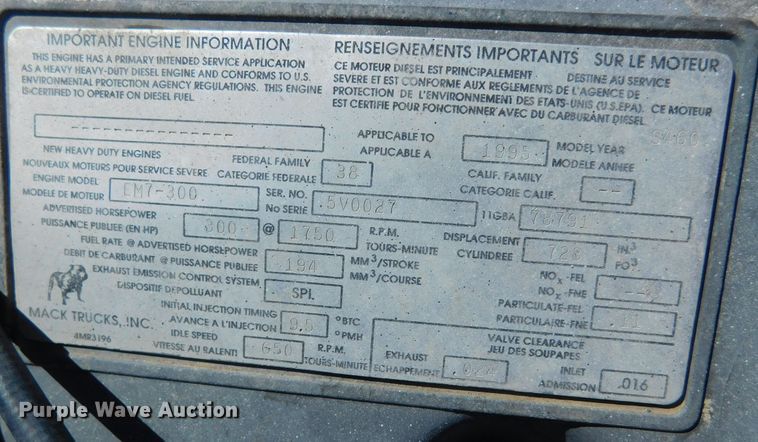 IMPORTANT ENGINE INFORMATION
THIS ENGINE HAS A PRIMARY INTENDED SERVICE APPLICATION
AS A HEAVY HEAVY-DUTY DIESEL ENGINE AND CONFORMS TO U.S.
ENVIRONMENTAL PROTECTION AGENCY REGULATIONS. THIS ENGINE
IS CERTIFIED TO OPERATE ON DIESEL FUEL.
RENSEIGNEMENTS IMPORTANTS SUR LE MOTEUR
CE MOTEUR DIESEL EST PRINCIPALEMENT DESTINE AU SERVICE
SEVERE ET EST CONFORME AUX REGLEMENTS DE L'AGENCE DE
PROTECTION DE L'ENVIRONNEMENT DES ETATS-UNIS (U.S.EPA). CE MOTEUR
EST CERTIFIE POUR FONCTIONNER AVEC DU CARBURANT DIESEL
--------------
NEW HEAVY DUTY ENGINES
NOUVEAUX MOTEURS POUR SERVICE SEVERE
FEDERAL FAMILY
CATEGORIE FEDERALE 38
APPLICABLE TO
APPLICABLE A 1995
MODEL YEAR
MODELE ANNEE
CALIF. FAMILY
CATEGORIE CALIF. --
ENGINE MODEL
MODELE DE MOTEUR EM7-300
SER. NO.
No SERIE 5V0027
11GBA
ADVERTISED HORSEPOWER
PUISSANCE PUBLIEE (EN HP) 300 @ 1750
R.P.M.
TOURS-MINUTE
DISPLACEMENT
CYLINDREE 728
IN.3
PO3
FUEL RATE @ ADVERTISED HORSEPOWER
DEBIT DE CARBURANT @ PUISSANCE PUBLIEE 194
MM3/STROKE
MM3/COURSE
NOx-FEL
NOx-FNE
EXHAUST EMISSION CONTROL SYSTEM
DISPOSITIF DEPOLLUANT SPL
PARTICULATE-FEL
PARTICULAIRE-FNE
MACK TRUCKS, INC.
4MR3196
INITIAL INJECTION TIMING
AVANCE A L'INJECTION 9.5
°BTC
°PMH
IDLE SPEED
VITESSE AU RALENTI 650
R.P.M.
TOURS-MINUTE
VALVE CLEARANCE
JEU DES SOUPAPES
EXHAUST
ECHAPPEMENT .024
INLET
ADMISSION .016
Purple Wave Auction